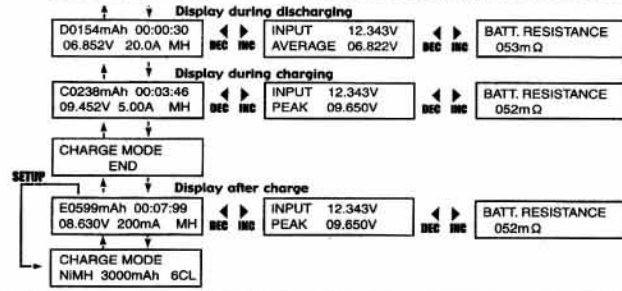 Display during discharging
D0154mAh 00:00:30
06.852V 20.0A MH
DEC INC
INPUT 12.343V
AVERAGE 06.822V
DEC INC
BATT. RESISTANCE
053mΩ
Display during charging
C0238mAh 00:03:46
09.452V 5.00A MH
DEC INC
INPUT 12.343V
PEAK 09.650V
DEC INC
BATT. RESISTANCE
052mΩ
CHARGE MODE
END
SETUP
Display after charge
E0599mAh 00:07:99
08.630V 200mA MH
DEC INC
INPUT 12.343V
PEAK 09.650V
DEC INC
BATT. RESISTANCE
052mΩ
CHARGE MODE
NiMH 3000mAh 6CL